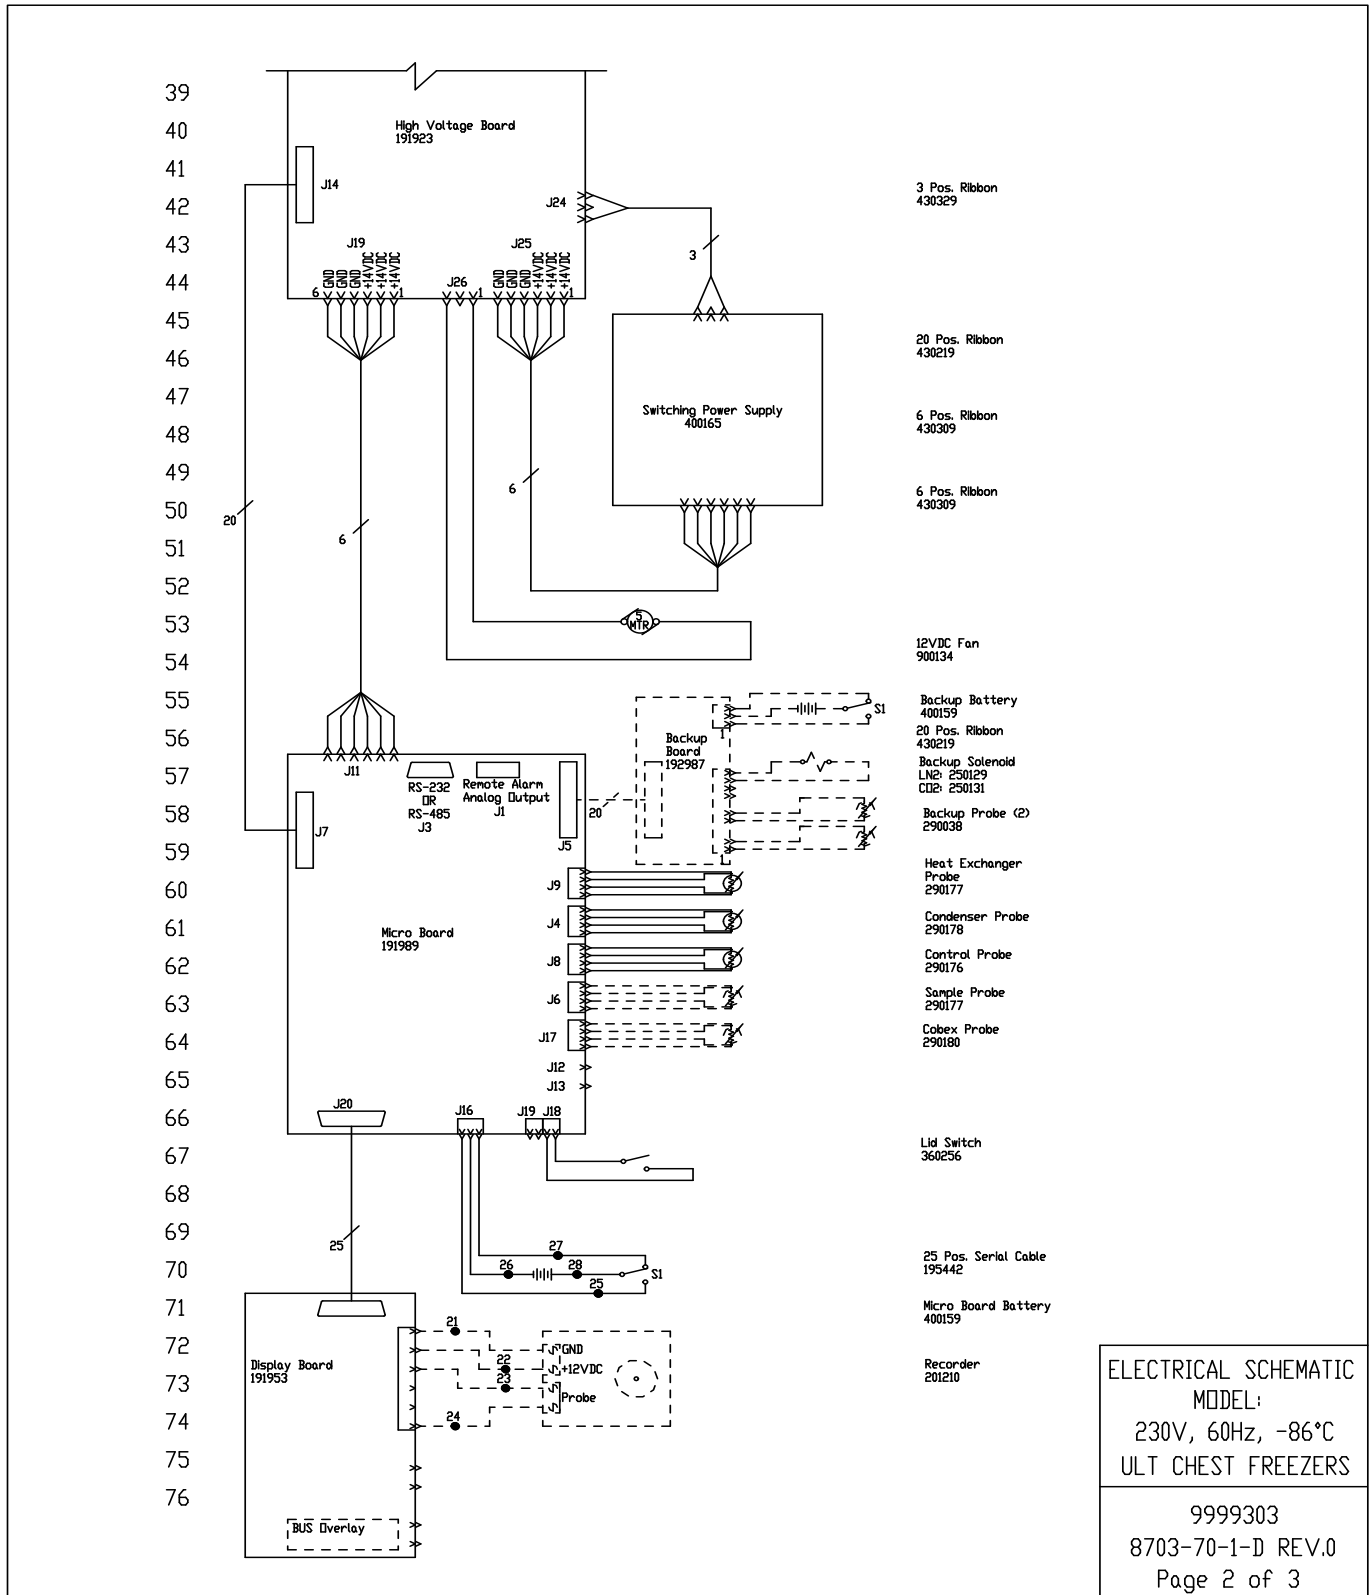 39
40
41
42
43
44
45
46
47
48
49
50
51
52
53
54
55
56
57
58
59
60
61
62
63
64
65
66
67
68
69
70
71
72
73
74
75
76
High Voltage Board
191923
J14
J24
J19
GND
GND
GND
+14VDC
+14VDC
+14VDC
6
1
J26
1
J25
GND
GND
GND
+14VDC
+14VDC
+14VDC
1
3
Switching Power Supply
400165
20
6
6
5
MTR
Backup
Board
192987
1
S1
1
20
J11
RS-232
OR
RS-485
J3
Remote Alarm
Analog Output
J1
J7
J5
J9
J4
J8
J6
J17
J12
J13
Micro Board
191989
J20
J16
J19
J18
25
27
26
28
25
S1
Display Board
191953
21
22
23
24
GND
+12VDC
Probe
BUS Overlay
3 Pos. Ribbon
430329
20 Pos. Ribbon
430219
6 Pos. Ribbon
430309
6 Pos. Ribbon
430309
12VDC Fan
900134
Backup Battery
400159
20 Pos. Ribbon
430219
Backup Solenoid
LN2: 250129
CO2: 250131
Backup Probe (2)
290038
Heat Exchanger
Probe
290177
Condenser Probe
290178
Control Probe
290176
Sample Probe
290177
Cobex Probe
290180
Lid Switch
360256
25 Pos. Serial Cable
195442
Micro Board Battery
400159
Recorder
201210
ELECTRICAL SCHEMATIC
MODEL:
230V, 60Hz, -86°C
ULT CHEST FREEZERS
9999303
8703-70-1-D REV.0
Page 2 of 3